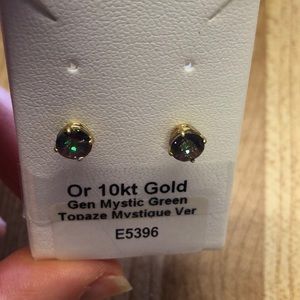 Or 10kt Gold
Gen Mystic Green
Topaze Mystique Ver
E5396